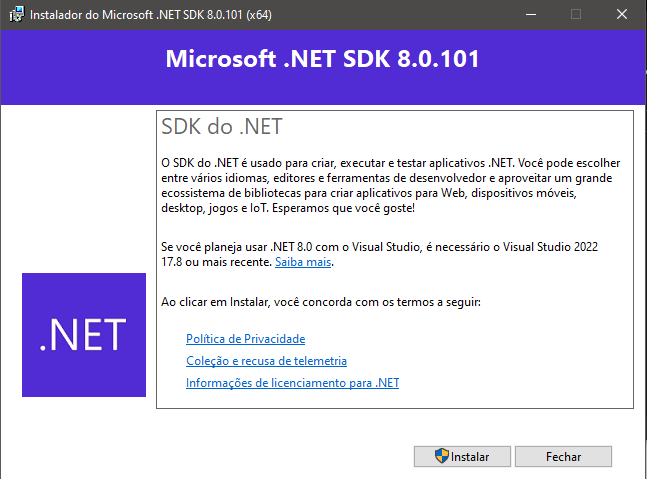 Instalador do Microsoft .NET SDK 8.0.101 (x64)
Microsoft .NET SDK 8.0.101
SDK do .NET
O SDK do .NET é usado para criar, executar e testar aplicativos .NET. Você pode escolher
entre vários idiomas, editores e ferramentas de desenvolvedor e aproveitar um grande
ecossistema de bibliotecas para criar aplicativos para Web, dispositivos móveis,
desktop, jogos e IoT. Esperamos que você goste!
Se você planeja usar .NET 8.0 com o Visual Studio, é necessário o Visual Studio 2022
17.8 ou mais recente. Saiba mais.
Ao clicar em Instalar, você concorda com os termos a seguir:
.NET
Política de Privacidade
Coleção e recusa de telemetria
Informações de licenciamento para .NET
Instalar
Fechar